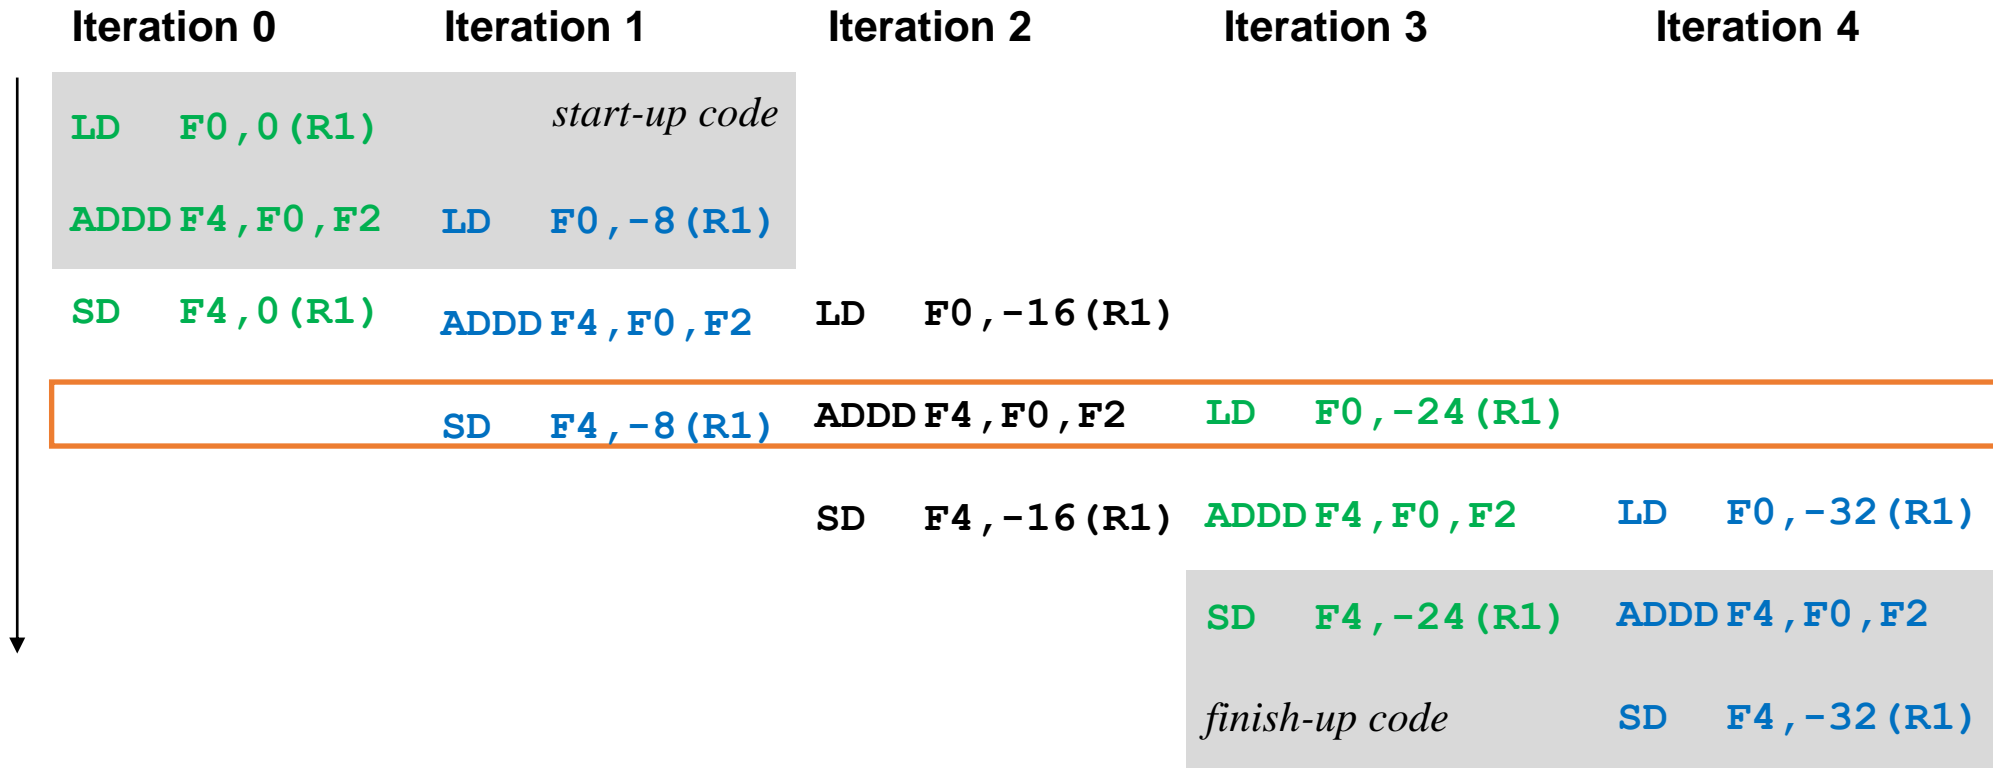 Iteration 0 Iteration 1 Iteration 2 Iteration 3 Iteration 4
LD F0,0(R1) start-up code
ADDD F4,F0,F2 LD F0,-8(R1)
SD F4,0(R1) ADDD F4,F0,F2 LD F0,-16(R1)
SD F4,-8(R1) ADDD F4,F0,F2 LD F0,-24(R1)
SD F4,-16(R1) ADDD F4,F0,F2 LD F0,-32(R1)
SD F4,-24(R1) ADDD F4,F0,F2
finish-up code SD F4,-32(R1)